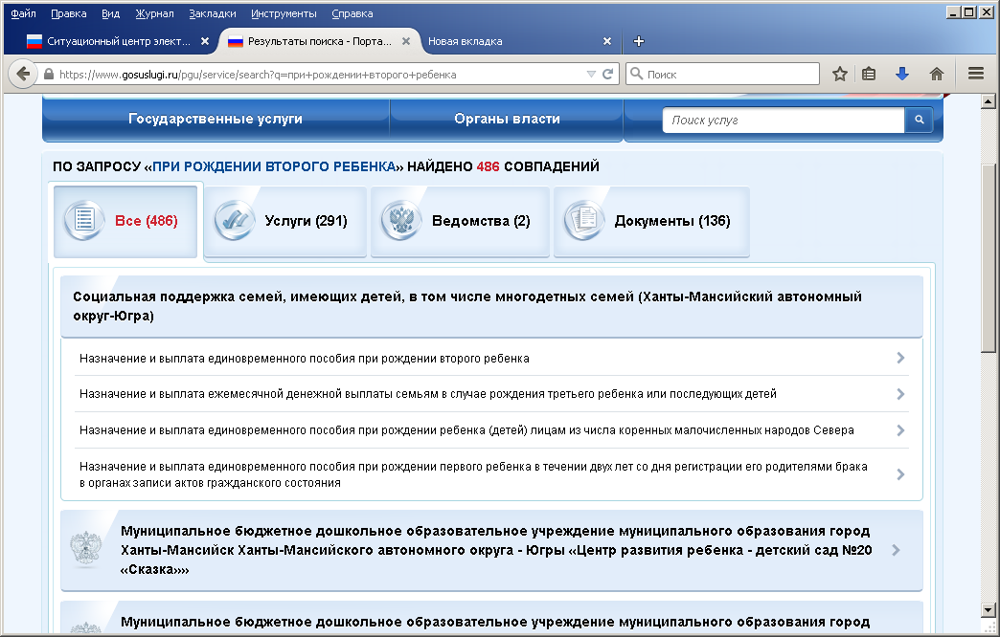 Файл Правка Вид Журнал Закладки Инструменты Справка
Ситуационный центр элект... Результаты поиска - Порта... Новая вкладка
https://www.gosuslugi.ru/pgu/service/search?q=при+рождении+второго+ребенка Поиск
Государственные услуги Органы власти Поиск услуг
ПО ЗАПРОСУ «ПРИ РОЖДЕНИИ ВТОРОГО РЕБЕНКА» НАЙДЕНО 486 СОВПАДЕНИЙ
Все (486) Услуги (291) Ведомства (2) Документы (136)
Социальная поддержка семей, имеющих детей, в том числе многодетных семей (Ханты-Мансийский автономный
округ-Югра)
Назначение и выплата единовременного пособия при рождении второго ребенка
Назначение и выплата ежемесячной денежной выплаты семьям в случае рождения третьего ребенка или последующих детей
Назначение и выплата единовременного пособия при рождении ребенка (детей) лицам из числа коренных малочисленных народов Севера
Назначение и выплата единовременного пособия при рождении первого ребенка в течении двух лет со дня регистрации его родителями брака
в органах записи актов гражданского состояния
Муниципальное бюджетное дошкольное образовательное учреждение муниципального образования город
Ханты-Мансийск Ханты-Мансийского автономного округа - Югры «Центр развития ребенка - детский сад №20
«Сказка»»
Муниципальное бюджетное дошкольное образовательное учреждение муниципального образования город